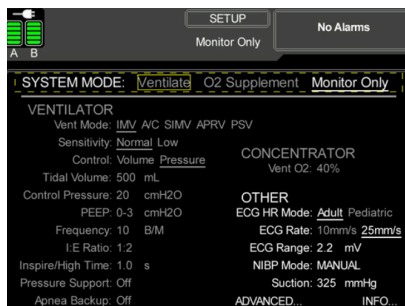 SETUP
Monitor Only
No Alarms
A B
SYSTEM MODE: Ventilate O2 Supplement Monitor Only
VENTILATOR
Vent Mode: IMV A/C SIMV APRV PSV
Sensitivity: Normal Low
Control: Volume Pressure
Tidal Volume: 500 mL
Control Pressure: 20 cmH2O
PEEP: 0-3 cmH2O
Frequency: 10 B/M
I:E Ratio: 1:2
Inspire/High Time: 1.0 s
Pressure Support: Off
Apnea Backup: Off
CONCENTRATOR
Vent O2: 40%
OTHER
ECG HR Mode: Adult Pediatric
ECG Rate: 10mm/s 25mm/s
ECG Range: 2.2 mV
NIBP Mode: MANUAL
Suction: 325 mmHg
ADVANCED... INFO...